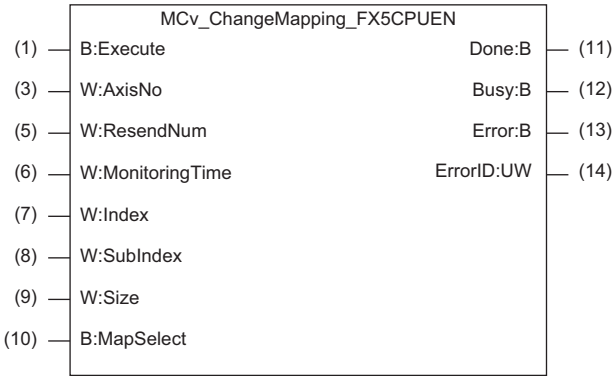 MCv_ChangeMapping_FX5CPUEN
(1) B:Execute Done:B (11)
(3) W:AxisNo Busy:B (12)
(5) W:ResendNum Error:B (13)
(6) W:MonitoringTime ErrorID:UW (14)
(7) W:Index
(8) W:SubIndex
(9) W:Size
(10) B:MapSelect